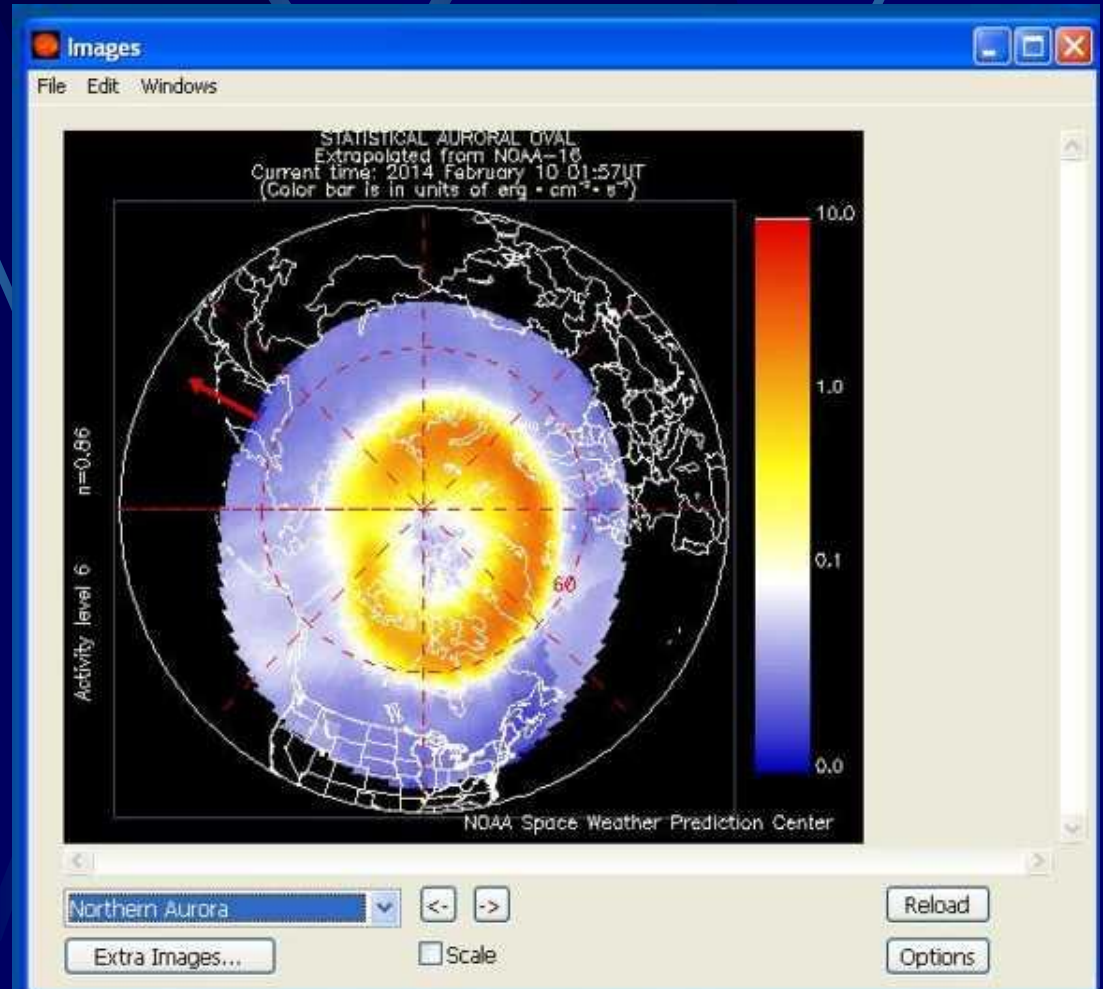 Images
File Edit Windows
STATISTICAL AURORAL OVAL
Extrapolated from NOAA-16
Current time: 2014 February 10 01:57UT
(Color bar is in units of erg • cm⁻²• s⁻¹)
10.0
1.0
0.1
0.0
n=0.86
Activity level 6
60
NOAA Space Weather Prediction Center
Northern Aurora
<-
->
Reload
Extra Images...
Scale
Options